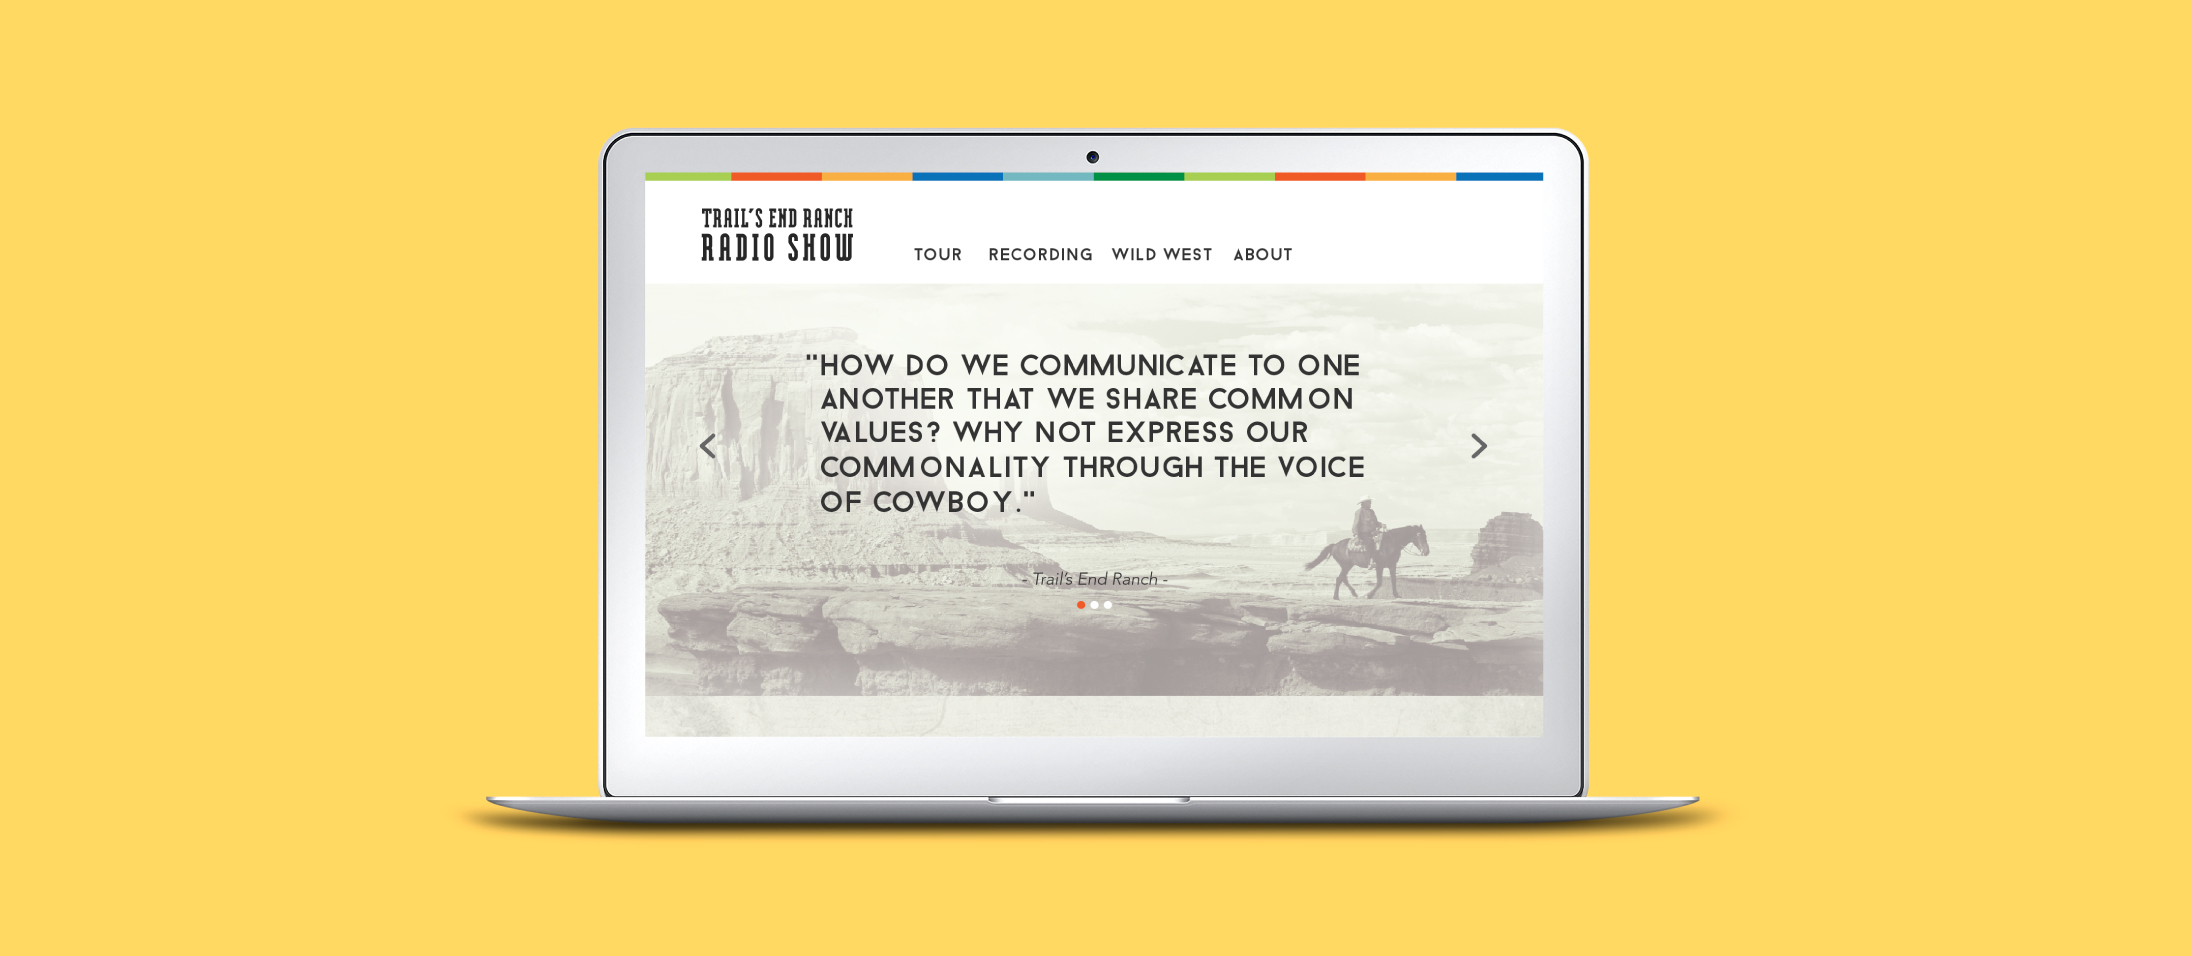 TRAIL'S END RANCH
RADIO SHOW
TOUR RECORDING WILD WEST ABOUT
"HOW DO WE COMMUNICATE TO ONE
ANOTHER THAT WE SHARE COMMON
VALUES? WHY NOT EXPRESS OUR
COMMONALITY THROUGH THE VOICE
OF COWBOY."
- Trail's End Ranch -